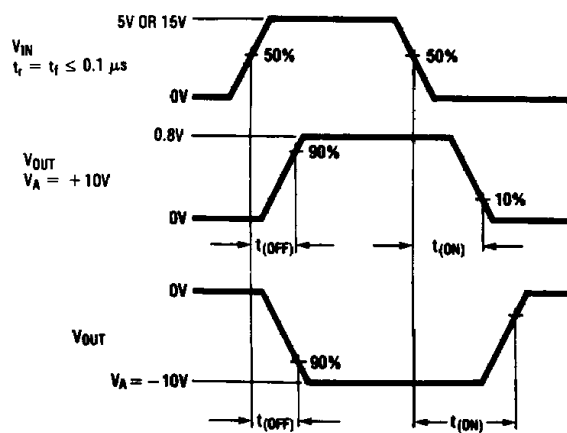 5V OR 15V
V_IN
t_r = t_f ≤ 0.1 μs
50%
50%
0V
0.8V
V_OUT
V_A = +10V
90%
10%
0V
t_(OFF)
t_(ON)
0V
V_OUT
90%
V_A = −10V
t_(OFF)
t_(ON)